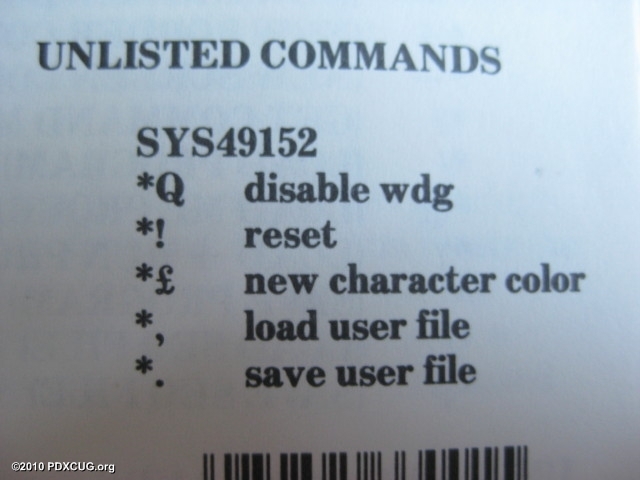 UNLISTED COMMANDS
SYS49152
*Q disable wdg
*! reset
*£ new character color
*, load user file
*. save user file
©2010 PDXCUG.org